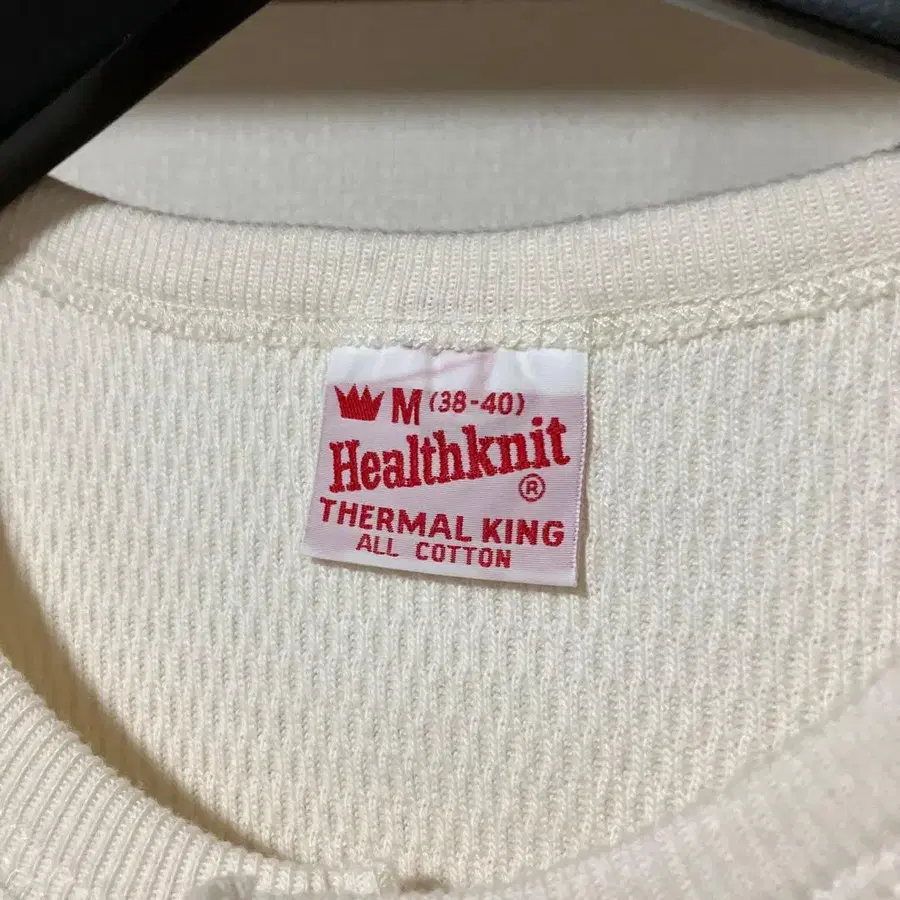 M (38-40)
Healthknit
®
THERMAL KING
ALL COTTON